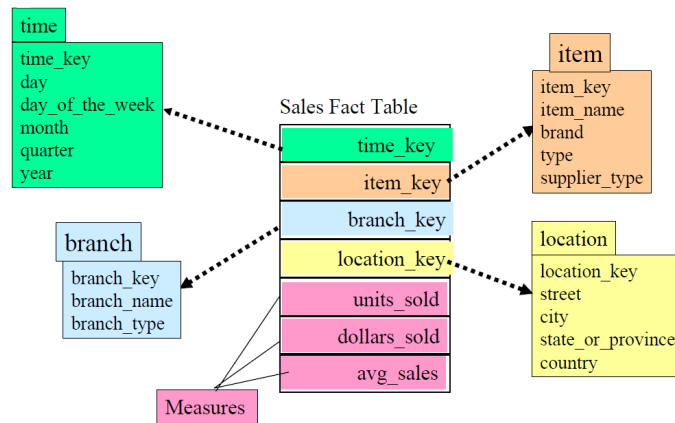 time
time_key
day
day_of_the_week
month
quarter
year
item
item_key
item_name
brand
type
supplier_type
Sales Fact Table
time_key
item_key
branch_key
location_key
units_sold
dollars_sold
avg_sales
branch
branch_key
branch_name
branch_type
location
location_key
street
city
state_or_province
country
Measures